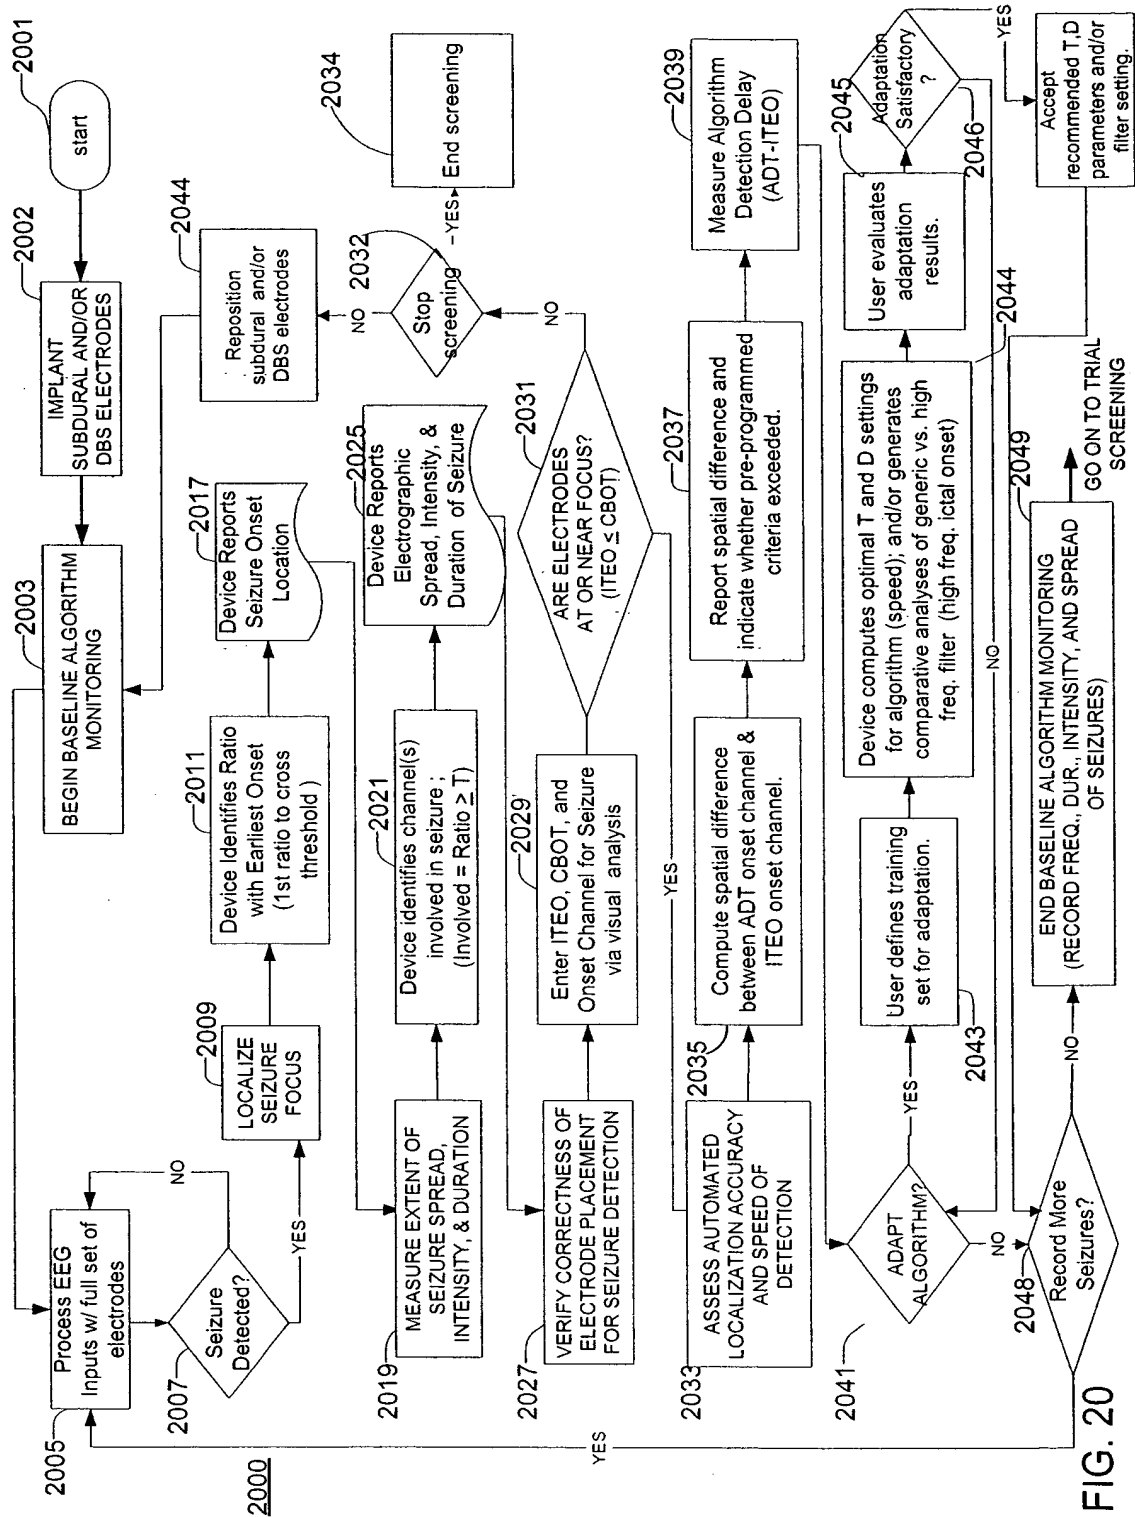 2001
start
2002
IMPLANT
SUBDURAL AND/OR
DBS ELECTRODES
2003
BEGIN BASELINE ALGORITHM
MONITORING
2005
Process EEG
Inputs w/ full set of
electrodes
2007
Seizure
Detected?
NO
YES
2000
2009
LOCALIZE
SEIZURE
FOCUS
2011
Device Identifies Ratio
with Earliest Onset
(1st ratio to cross
threshold )
2017
Device Reports
Seizure Onset
Location
2044
Reposition
subdural and/or
DBS electrodes
2019
MEASURE EXTENT OF
SEIZURE SPREAD,
INTENSITY, & DURATION
2021
Device identifies channel(s)
involved in seizure ;
(Involved = Ratio ≥ T)
2025
Device Reports
Electrographic
Spread, Intensity, &
Duration of Seizure
NO
2032
Stop
screening
YES
2034
End screening
2027
VERIFY CORRECTNESS OF
ELECTRODE PLACEMENT
FOR SEIZURE DETECTION
2029
Enter ITEO, CBOT, and
Onset Channel for Seizure
via visual analysis
2031
ARE ELECTRODES
AT OR NEAR FOCUS?
(ITEO ≤ CBOT)
NO
YES
2033
ASSESS AUTOMATED
LOCALIZATION ACCURACY
AND SPEED OF
DETECTION
2035
Compute spatial difference
between ADT onset channel &
ITEO onset channel.
2037
Report spatial difference and
indicate whether pre-programmed
criteria exceeded.
2039
Measure Algorithm
Detection Delay
(ADT-ITEO)
2041
ADAPT
ALGORITHM?
YES
NO
2043
User defines training
set for adaptation.
2044
Device computes optimal T and D settings
for algorithm (speed); and/or generates
comparative analyses of generic vs. high
freq. filter (high freq. ictal onset)
2045
User evaluates
adaptation
results.
2046
Adaptation
Satisfactory
?
YES
NO
Accept
recommended T,D
parameters and/or
filter setting.
2048
Record More
Seizures?
NO
YES
2049
END BASELINE ALGORITHM MONITORING
(RECORD FREQ., DUR., INTENSITY, AND SPREAD
OF SEIZURES)
GO ON TO TRIAL
SCREENING
FIG. 20